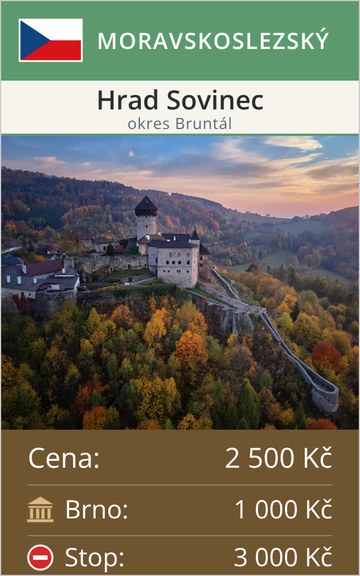 MORAVSKOSLEZSKÝ
Hrad Sovinec
okres Bruntál
Cena: 2 500 Kč
Brno: 1 000 Kč
Stop: 3 000 Kč